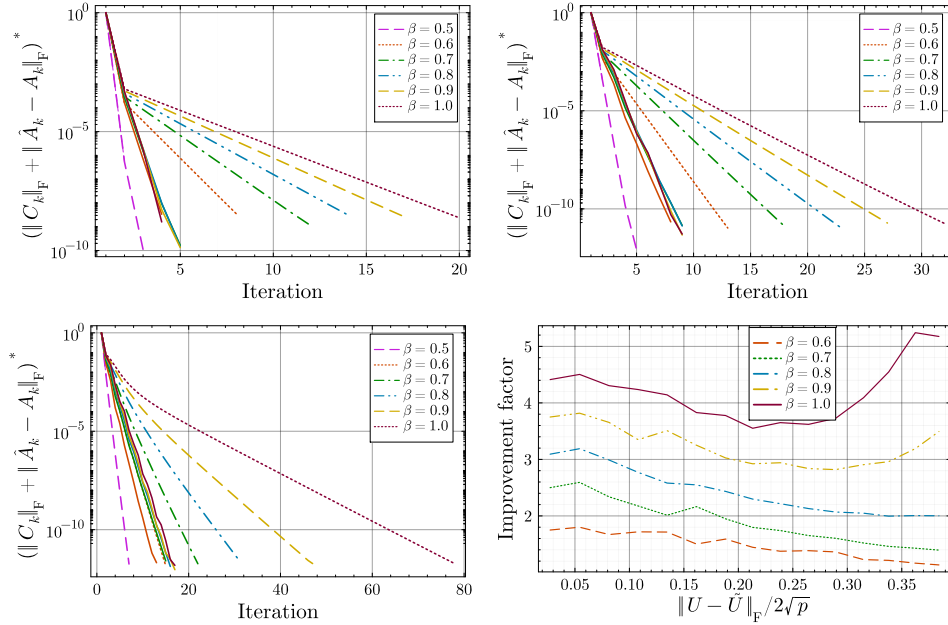 (‖C_k‖_F + ‖Â_k − A_k‖_F)^*
10^0
10^−5
10^−10
β = 0.5
β = 0.6
β = 0.7
β = 0.8
β = 0.9
β = 1.0
5 10 15 20
Iteration
(‖C_k‖_F + ‖Â_k − A_k‖_F)^*
10^0
10^−5
10^−10
β = 0.5
β = 0.6
β = 0.7
β = 0.8
β = 0.9
β = 1.0
5 10 15 20 25 30
Iteration
(‖C_k‖_F + ‖Â_k − A_k‖_F)^*
10^0
10^−5
10^−10
β = 0.5
β = 0.6
β = 0.7
β = 0.8
β = 0.9
β = 1.0
0 20 40 60 80
Iteration
Improvement factor
5
4
3
2
β = 0.6
β = 0.7
β = 0.8
β = 0.9
β = 1.0
0.05 0.10 0.15 0.20 0.25 0.30 0.35
‖U − Ũ‖_F/2√p